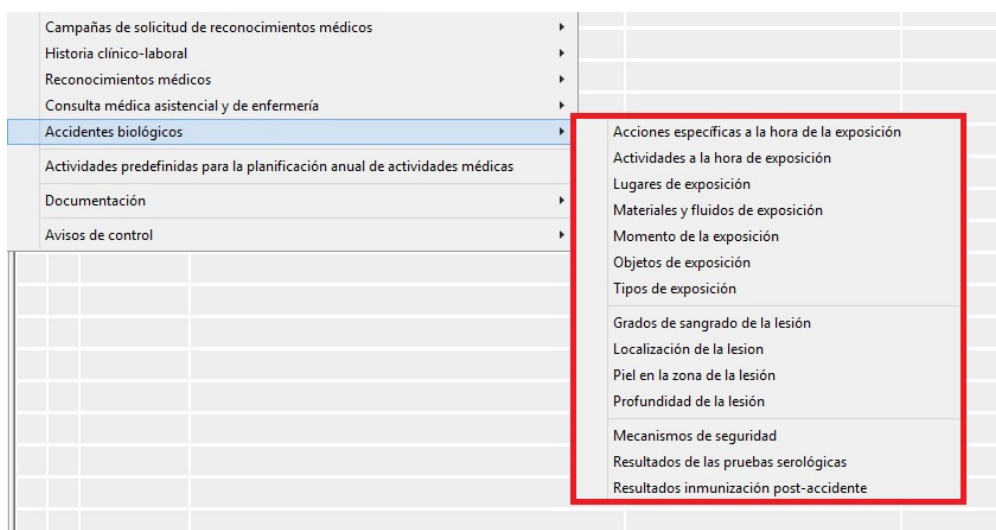 Campañas de solicitud de reconocimientos médicos
Historia clínico-laboral
Reconocimientos médicos
Consulta médica asistencial y de enfermería
Accidentes biológicos
Actividades predefinidas para la planificación anual de actividades médicas
Documentación
Avisos de control
Acciones específicas a la hora de la exposición
Actividades a la hora de exposición
Lugares de exposición
Materiales y fluidos de exposición
Momento de la exposición
Objetos de exposición
Tipos de exposición
Grados de sangrado de la lesión
Localización de la lesion
Piel en la zona de la lesión
Profundidad de la lesión
Mecanismos de seguridad
Resultados de las pruebas serológicas
Resultados inmunización post-accidente